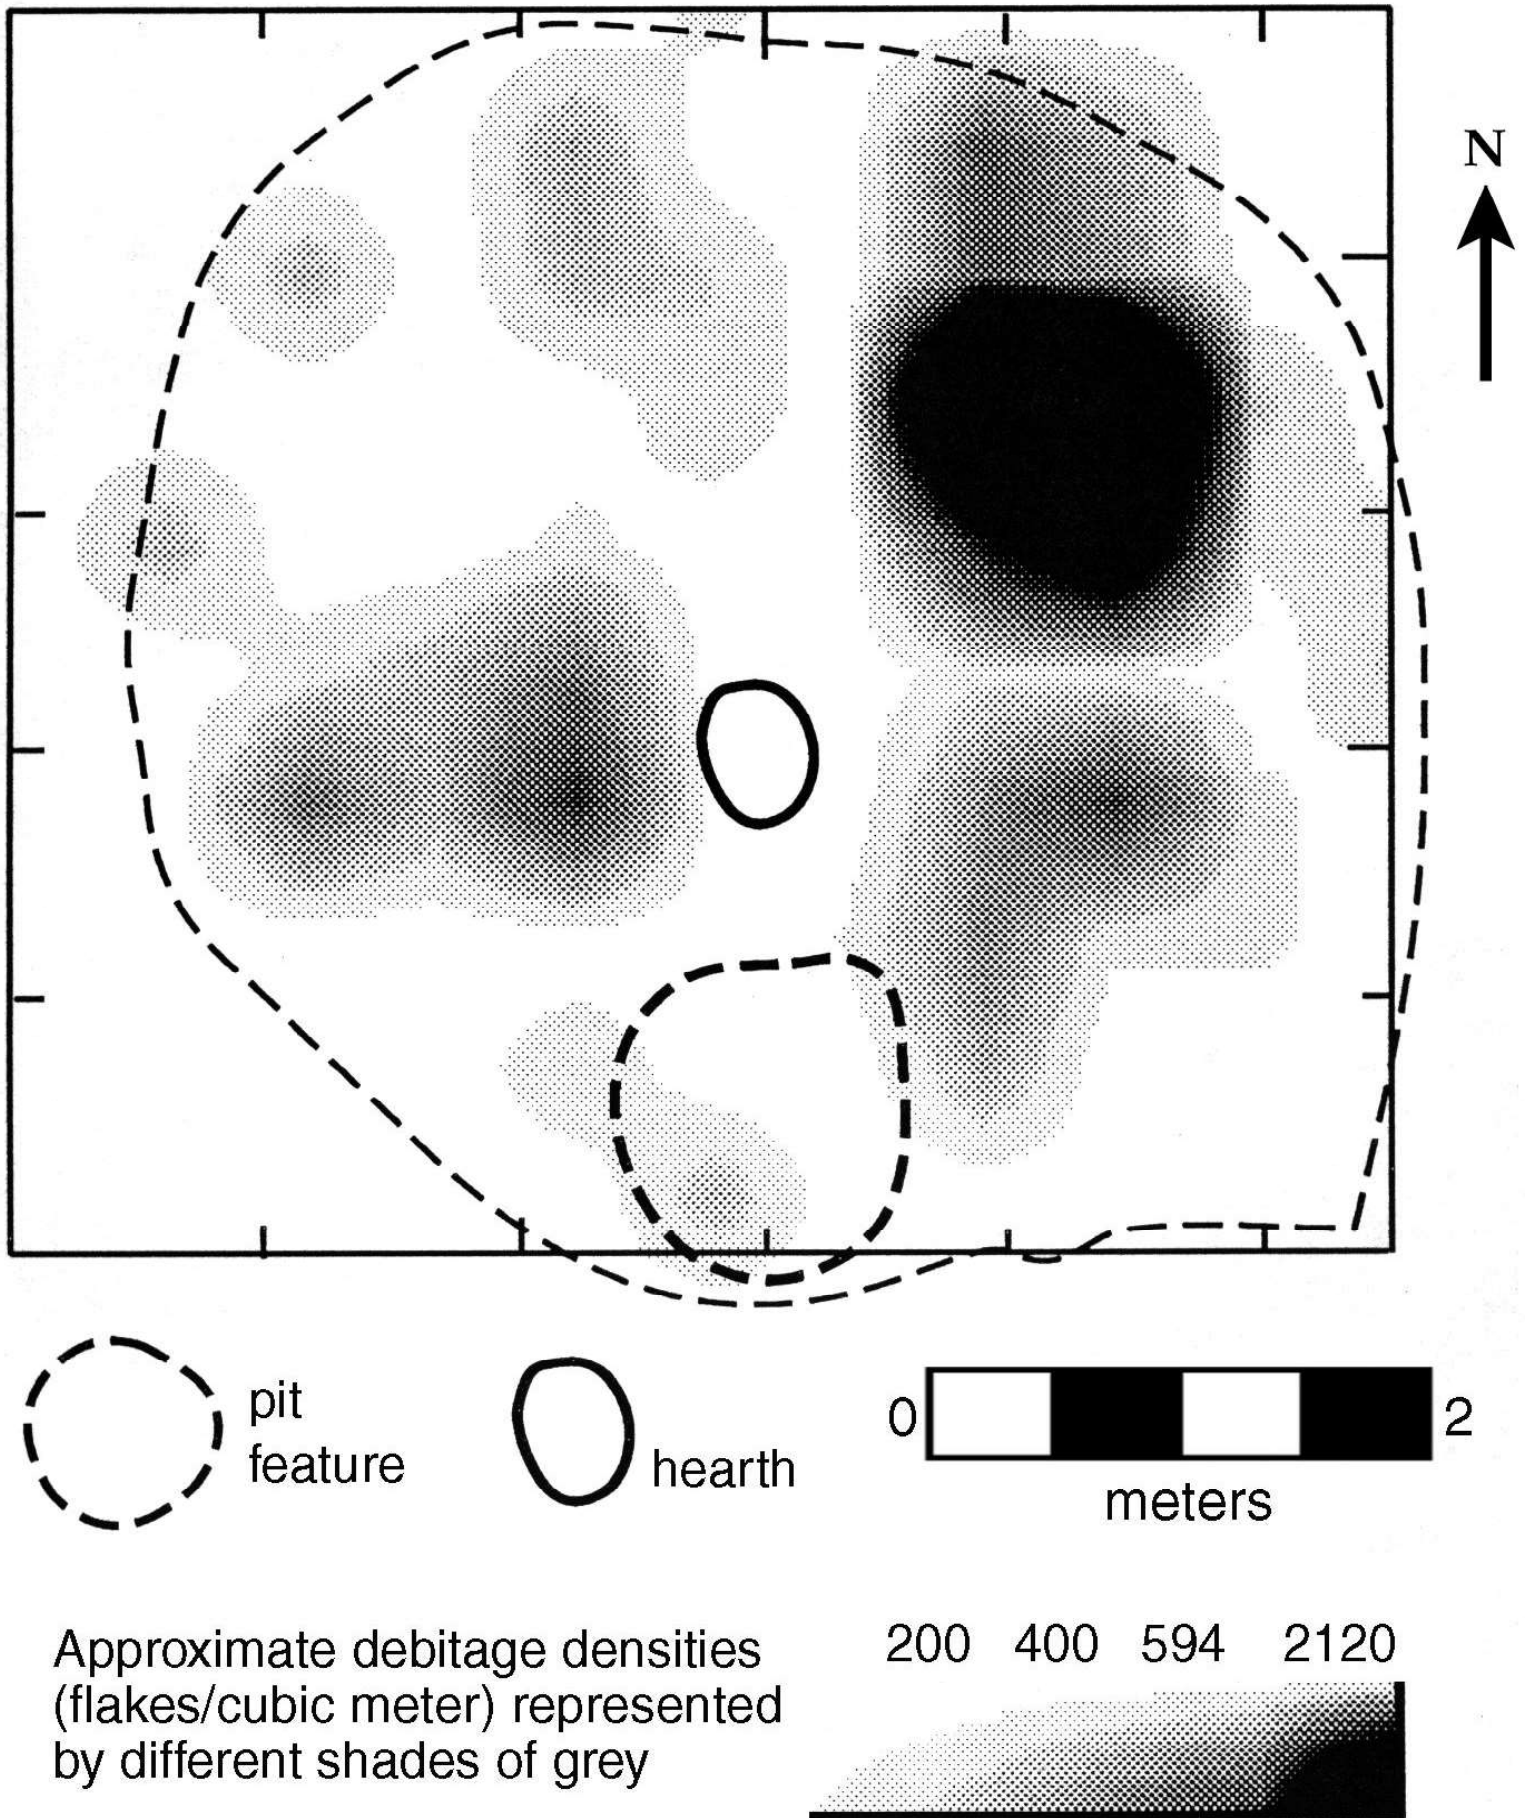 N
pit
feature
hearth
0 2
meters
Approximate debitage densities
(flakes/cubic meter) represented
by different shades of grey
200 400 594 2120